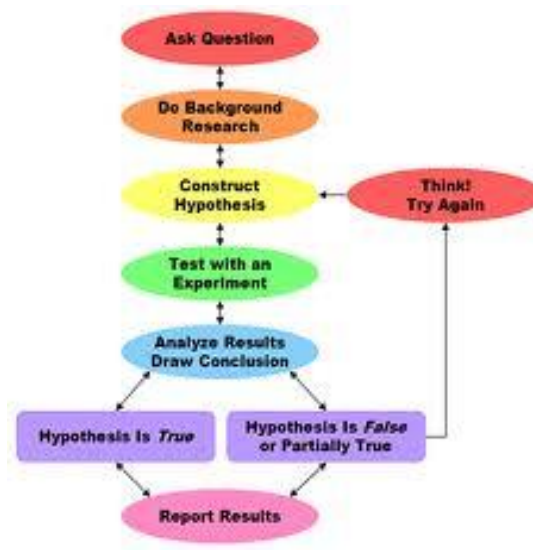 Ask Question
Do Background
Research
Construct
Hypothesis
Think!
Try Again
Test with an
Experiment
Analyze Results
Draw Conclusion
Hypothesis Is True
Hypothesis Is False
or Partially True
Report Results